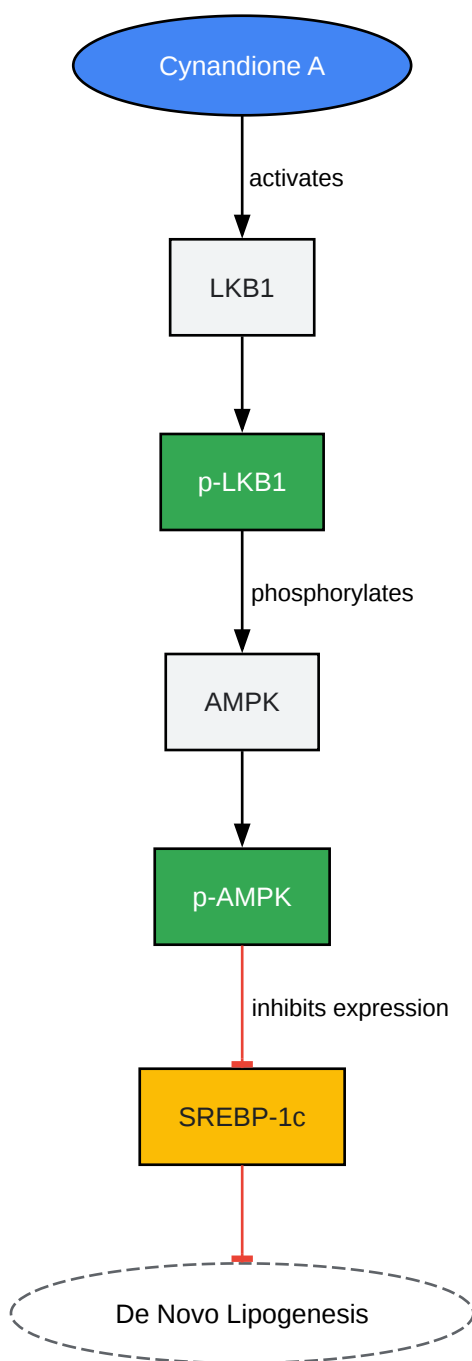 Cynandione A
activates
LKB1
p-LKB1
phosphorylates
AMPK
p-AMPK
inhibits expression
SREBP-1c
De Novo Lipogenesis